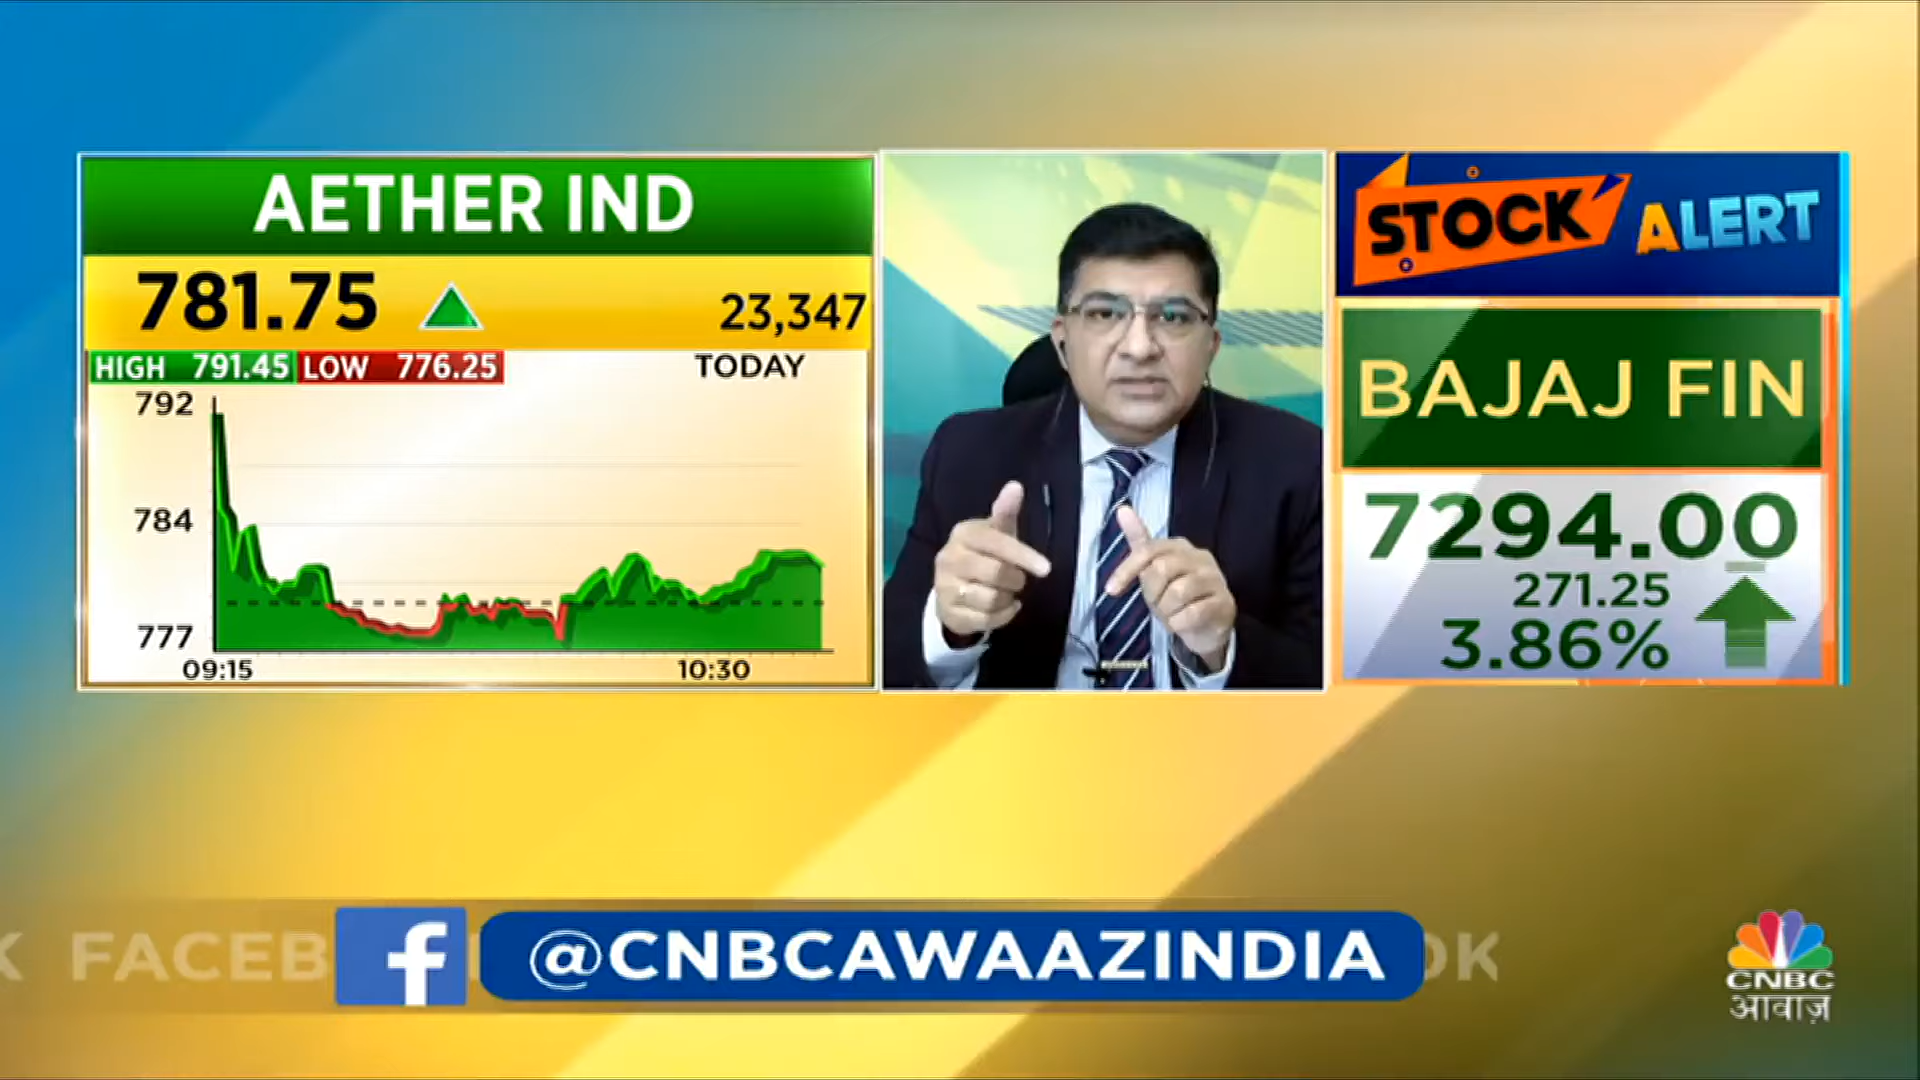 AETHER IND
781.75
23,347
HIGH 791.45 LOW 776.25
TODAY
792
784
777
09:15 10:30
STOCK ALERT
BAJAJ FIN
7294.00
271.25
3.86%
K FACEB
@CNBCAWAAZINDIA
OK
CNBC
आवाज़